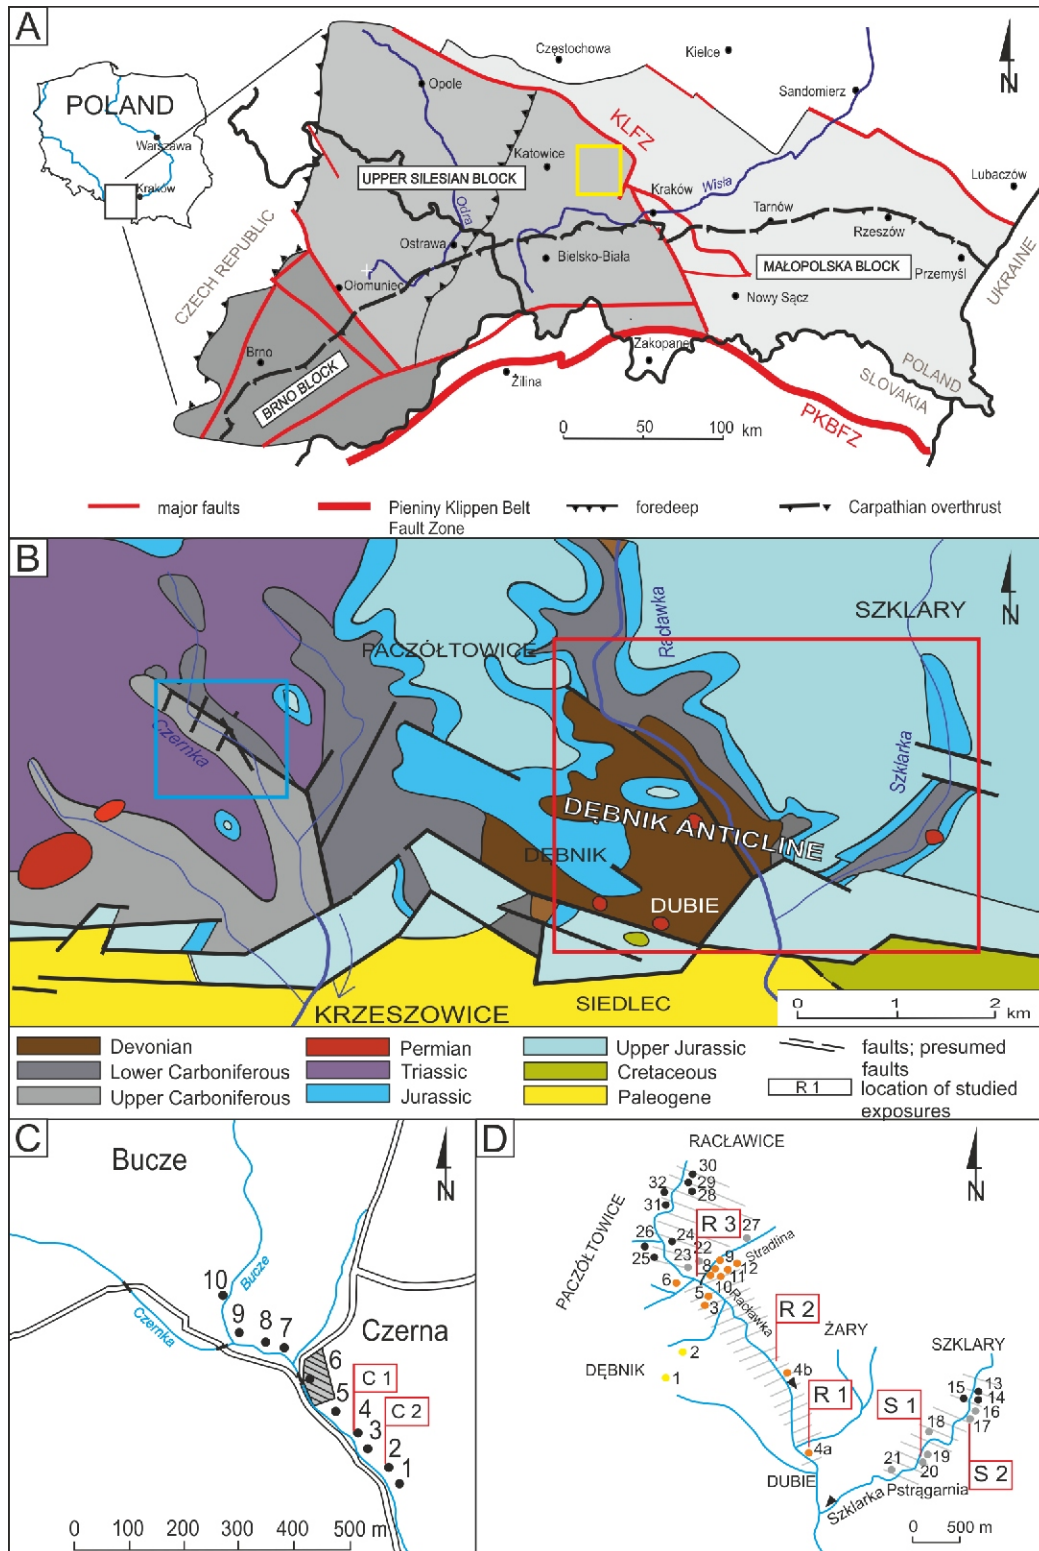 A
POLAND
Warszawa
Kraków
Częstochowa
Kielce
N
Opole
Sandomierz
KLFZ
Katowice
UPPER SILESIAN BLOCK
Kraków
Wisła
Lubaczów
Odra
Tarnów
Rzeszów
CZECH REPUBLIC
Ostrawa
Bielsko-Biała
MAŁOPOLSKA BLOCK
Przemyśl
UKRAINE
Ołomuniec
Nowy Sącz
Brno
BRNO BLOCK
Zakopane
Žilina
POLAND
SLOVAKIA
PKBFZ
0 50 100 km
major faults
Pieniny Klippen Belt
Fault Zone
foredeep
Carpathian overthrust
B
N
SZKLARY
Racławka
PACZÓŁTOWICE
Czernka
Szklarka
DĘBNIK ANTICLINE
DĘBNIK
DUBIE
SIEDLEC
KRZESZOWICE
0 1 2
km
Devonian
Lower Carboniferous
Upper Carboniferous
Permian
Triassic
Jurassic
Upper Jurassic
Cretaceous
Paleogene
faults; presumed
faults
R 1
location of studied
exposures
C
Bucze
N
Bucze
10
9
8
7
Czernka
Czerna
6
5
C 1
4
C 2
3
2
1
0 100 200 300 400 500 m
D
RACŁAWICE
N
30
29
28
32
31
PACZÓŁTOWICE
R 3
27
26
24
22
Stradlina
25
23
9
8
12
7
11
6
10
5
3
Racławka
R 2
ŻARY
SZKLARY
2
DĘBNIK
1
4b
R 1
S 1
15
13
14
16
17
18
4a
19
20
21
S 2
DUBIE
Pstrągarnia
Szklarka
0 500 m